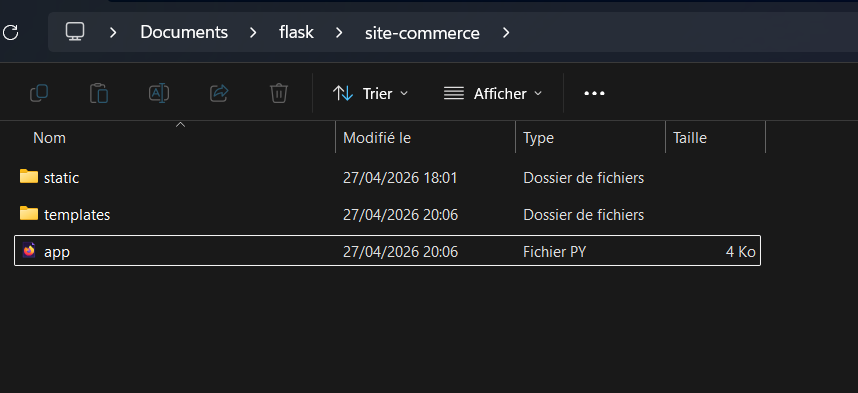 Documents > flask > site-commerce >
Trier Afficher
Nom Modifié le Type Taille
static 27/04/2026 18:01 Dossier de fichiers
templates 27/04/2026 20:06 Dossier de fichiers
app 27/04/2026 20:06 Fichier PY 4 Ko